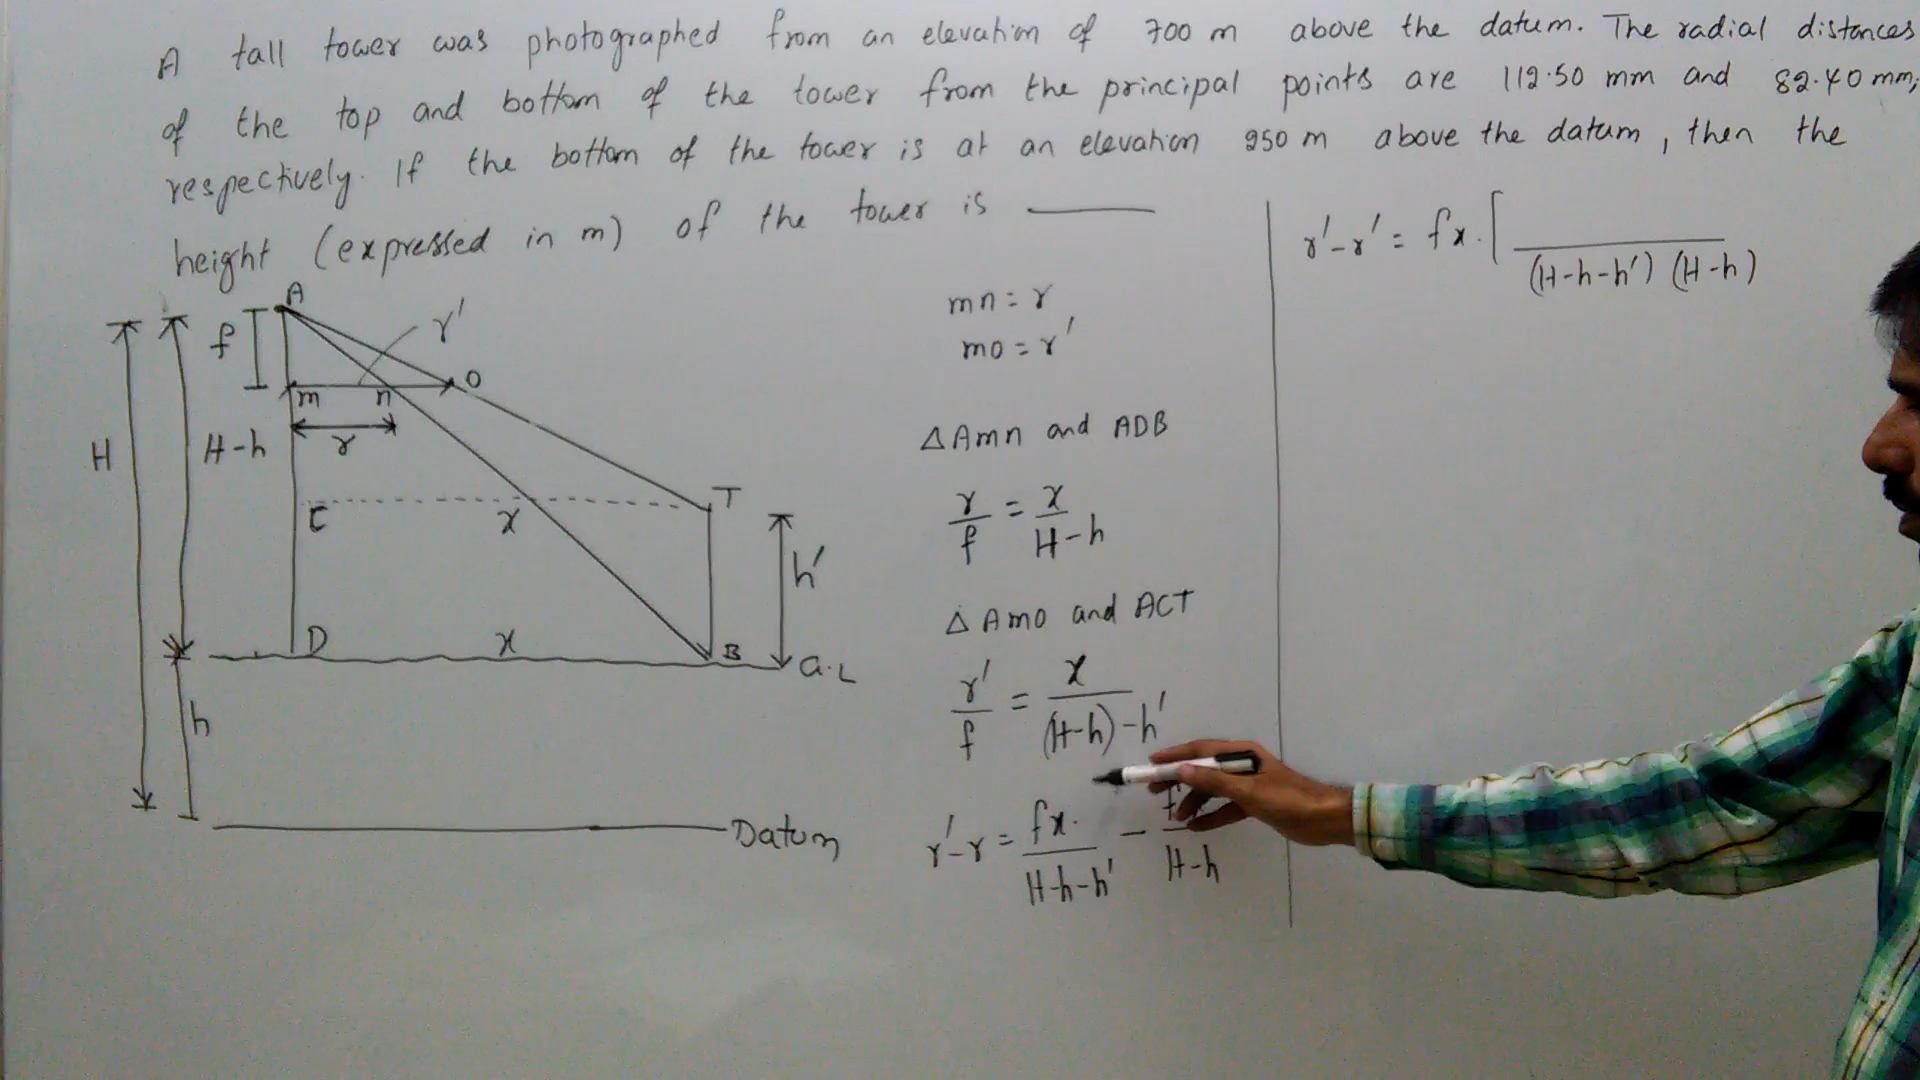 A tall tower was photographed from an elevation of 700 m above the datum. The radial distances
of the top and bottom of the tower from the principal points are 112.50 mm and 82.40 mm,
respectively. If the bottom of the tower is at an elevation 250 m above the datum, then the
height (expressed in m) of the tower is ____
A
f
r'
m n O
r
H
H-h
C x T
h'
D x B G.L
h
Datum
mn = r
mo = r'
△ Amn and ADB
r/f = x/(H-h)
△ Amo and ACT
r'/f = x/((H-h)-h')
r'-r = fx./(H-h-h') - f /(H-h)
r'-r' = fx.[ /(H-h-h') (H-h)